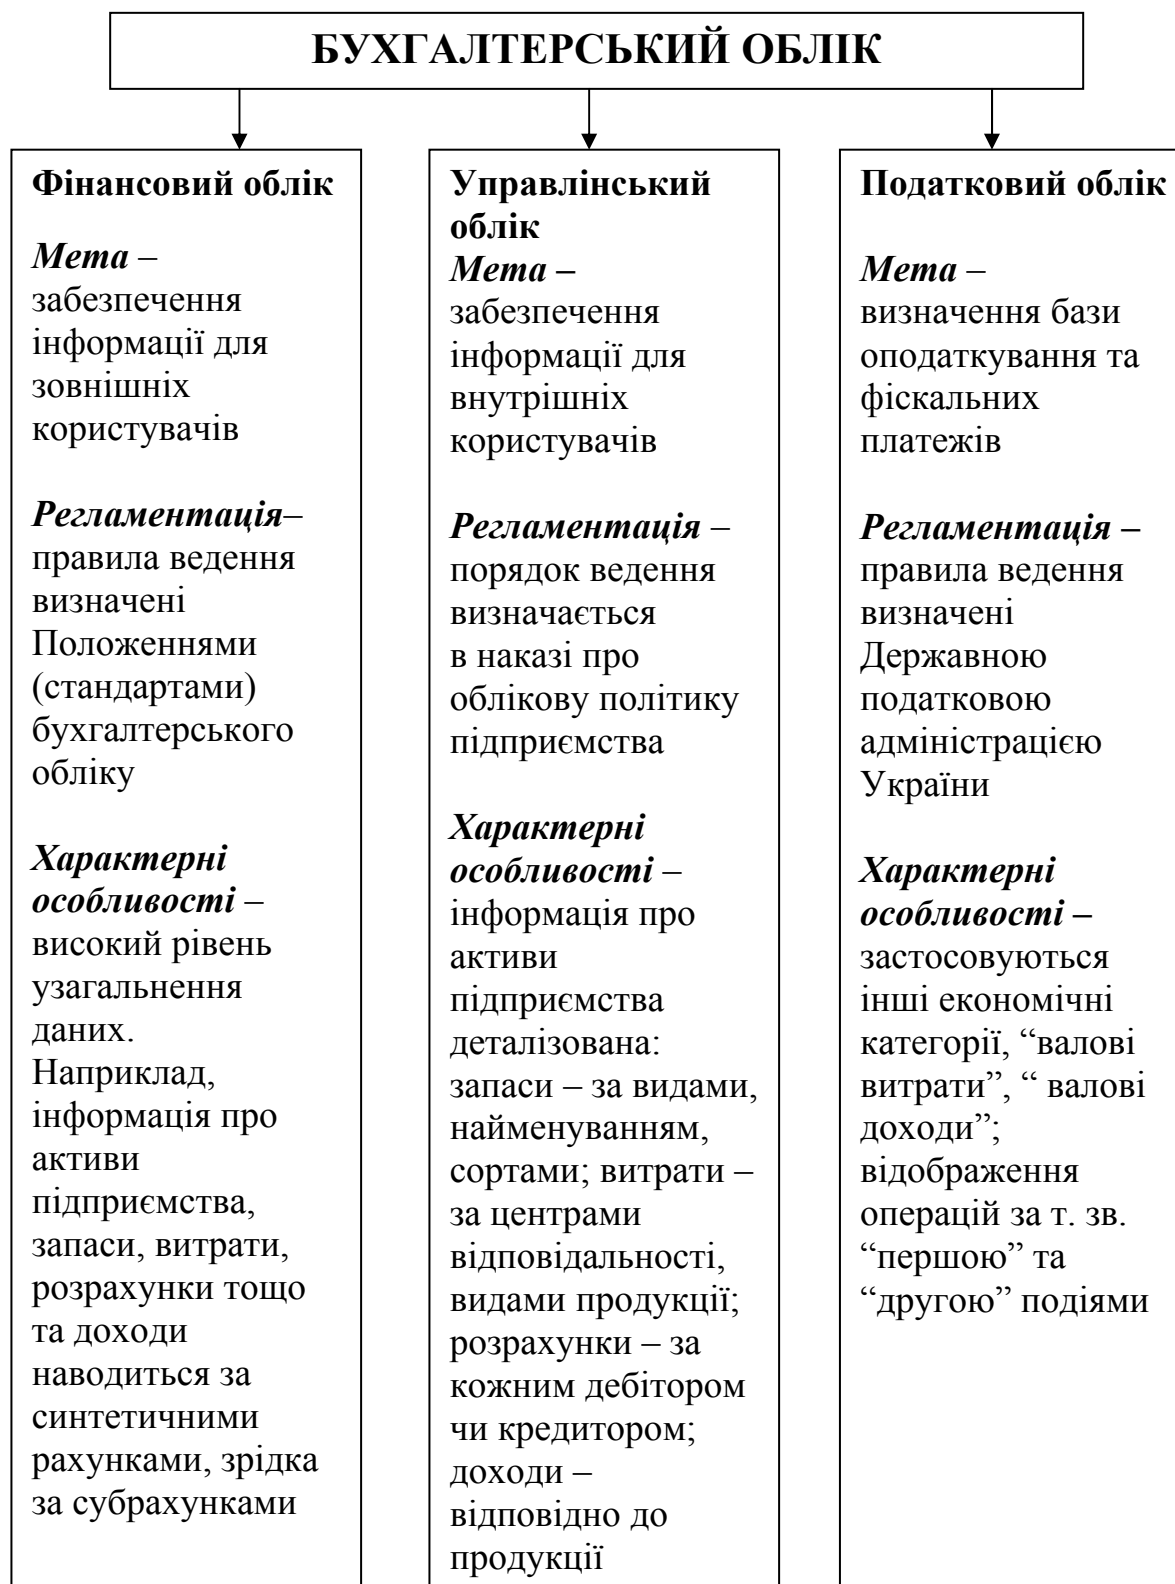 БУХГАЛТЕРСЬКИЙ ОБЛІК
Фінансовий облік
Мета –
забезпечення
інформації для
зовнішніх
користувачів
Регламентація–
правила ведення
визначені
Положеннями
(стандартами)
бухгалтерського
обліку
Характерні
особливості –
високий рівень
узагальнення
даних.
Наприклад,
інформація про
активи
підприємства,
запаси, витрати,
розрахунки тощо
та доходи
наводиться за
синтетичними
рахунками, зрідка
за субрахунками
Управлінський
облік
Мета –
забезпечення
інформації для
внутрішніх
користувачів
Регламентація –
порядок ведення
визначається
в наказі про
облікову політику
підприємства
Характерні
особливості –
інформація про
активи
підприємства
деталізована:
запаси – за видами,
найменуванням,
сортами; витрати –
за центрами
відповідальності,
видами продукції;
розрахунки – за
кожним дебітором
чи кредитором;
доходи –
відповідно до
продукції
Податковий облік
Мета –
визначення бази
оподаткування та
фіскальних
платежів
Регламентація –
правила ведення
визначені
Державною
податковою
адміністрацією
України
Характерні
особливості –
застосовуються
інші економічні
категорії, “валові
витрати”, “ валові
доходи”;
відображення
операцій за т. зв.
“першою” та
“другою” подіями